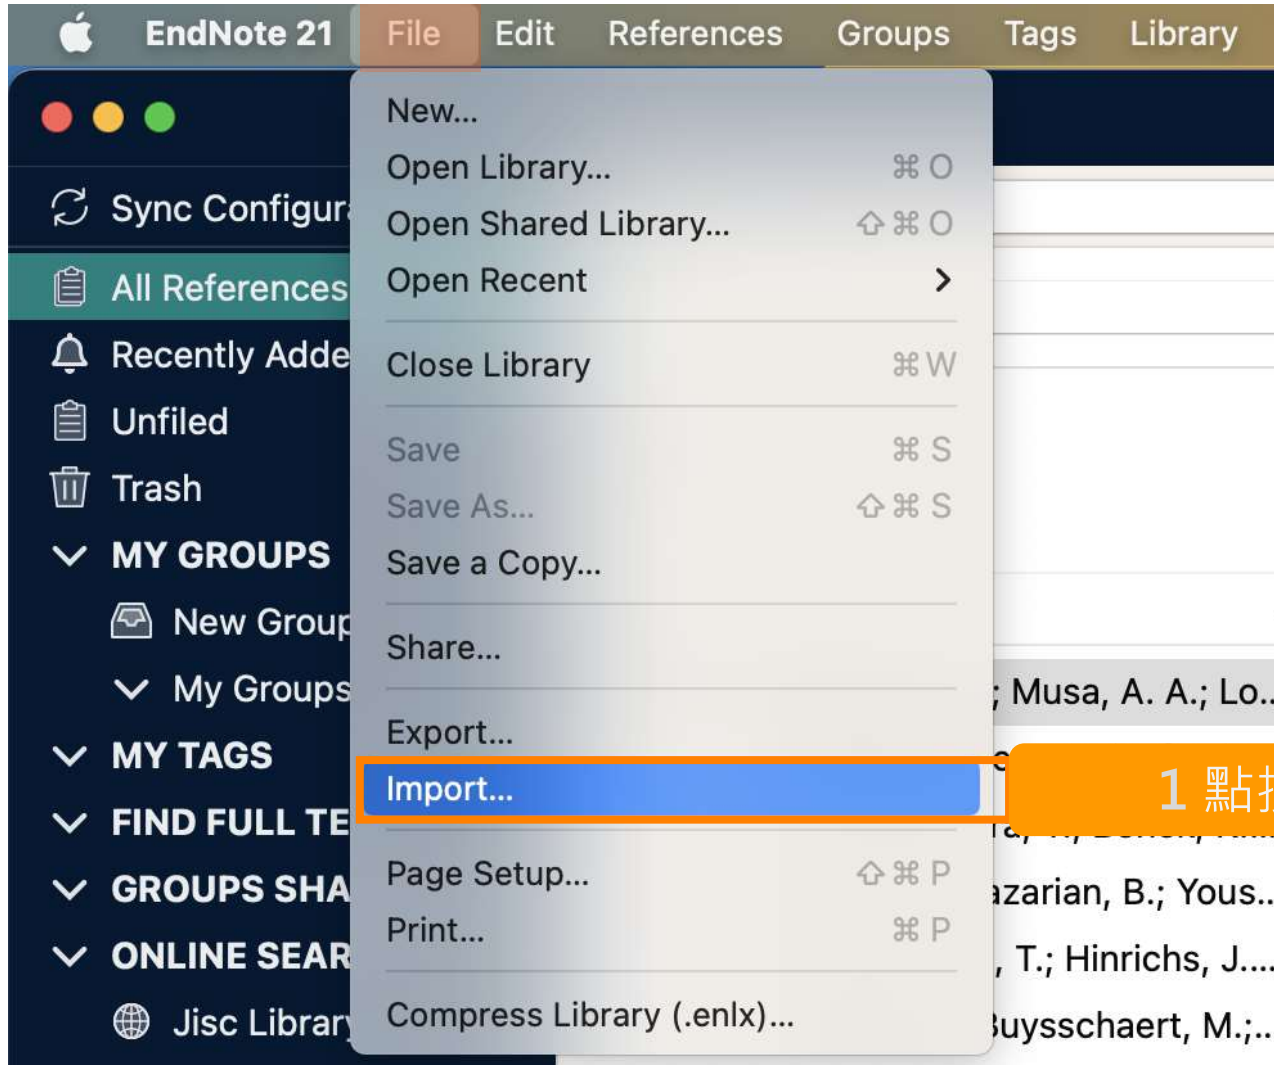 EndNote 21 File Edit References Groups Tags Library
New...
Open Library... ⌘ O
Open Shared Library... ⇧ ⌘ O
Open Recent
Close Library ⌘ W
Save ⌘ S
Save As... ⇧ ⌘ S
Save a Copy...
Share...
Export...
Import...
Page Setup... ⇧ ⌘ P
Print... ⌘ P
Compress Library (.enlx)...
Sync Configur
All References
Recently Adde
Unfiled
Trash
MY GROUPS
New Group
My Groups
MY TAGS
FIND FULL TE
GROUPS SHA
ONLINE SEAR
Jisc Library
; Musa, A. A.; Lo...
1 點
azarian, B.; Yous...
, T.; Hinrichs, J....
Buysschaert, M.;...